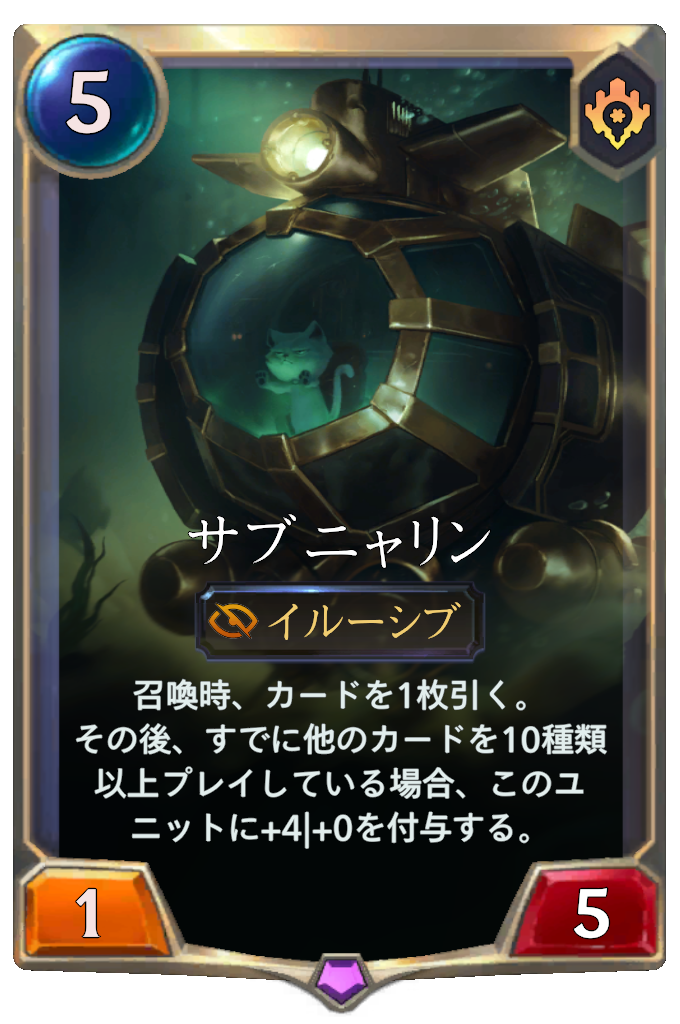 5
サブニャリン
イルーシブ
召喚時、カードを1枚引く。
その後、すでに他のカードを10種類
以上プレイしている場合、このユ
ニットに+4|+0を付与する。
1
5